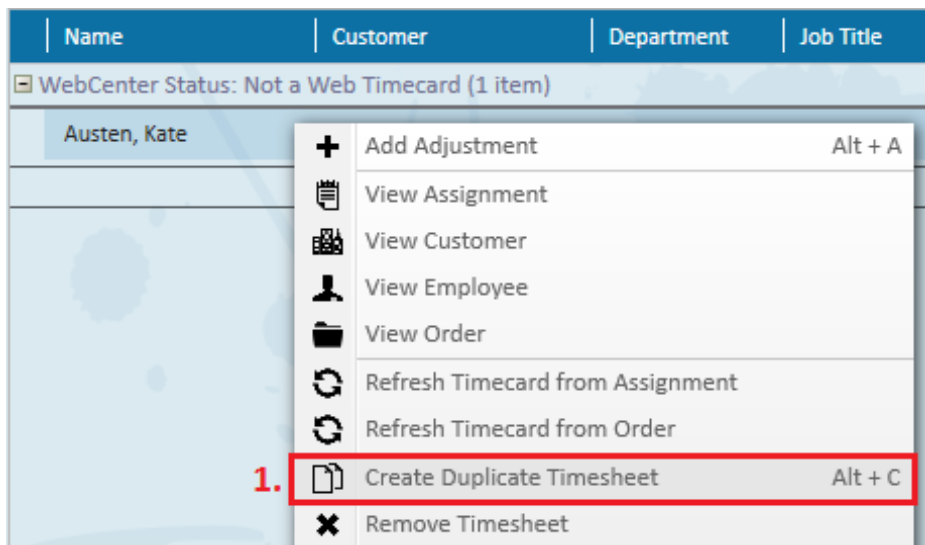 Name Customer Department Job Title
WebCenter Status: Not a Web Timecard (1 item)
Austen, Kate
Add Adjustment Alt + A
View Assignment
View Customer
View Employee
View Order
Refresh Timecard from Assignment
Refresh Timecard from Order
1. Create Duplicate Timesheet Alt + C
Remove Timesheet